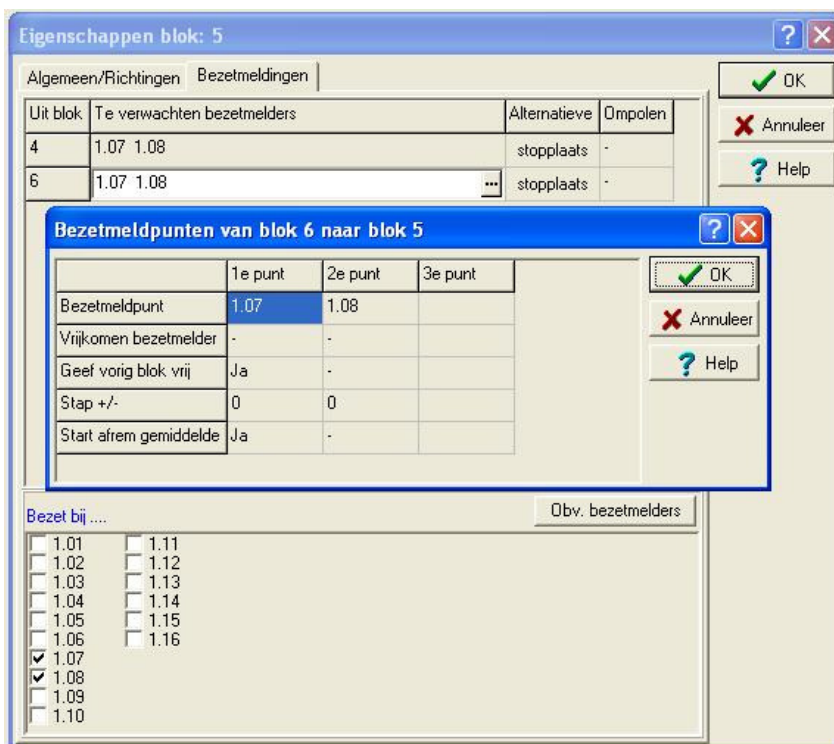 Eigenschappen blok: 5
Algemeen/Richtingen Bezetmeldingen
OK
Annuleer
Help
Uit blok Te verwachten bezetmelders Alternatieve Ompolen
4 1.07 1.08 stopplaats -
6 1.07 1.08 ... stopplaats -
Bezetmeldpunten van blok 6 naar blok 5
1e punt 2e punt 3e punt
Bezetmeldpunt 1.07 1.08
Vrijkomen bezetmelder - -
Geef vorig blok vrij Ja -
Stap +/- 0 0
Start afrem gemiddelde Ja -
OK
Annuleer
Help
Bezet bij ....
Obv. bezetmelders
1.01 1.11
1.02 1.12
1.03 1.13
1.04 1.14
1.05 1.15
1.06 1.16
1.07
1.08
1.09
1.10